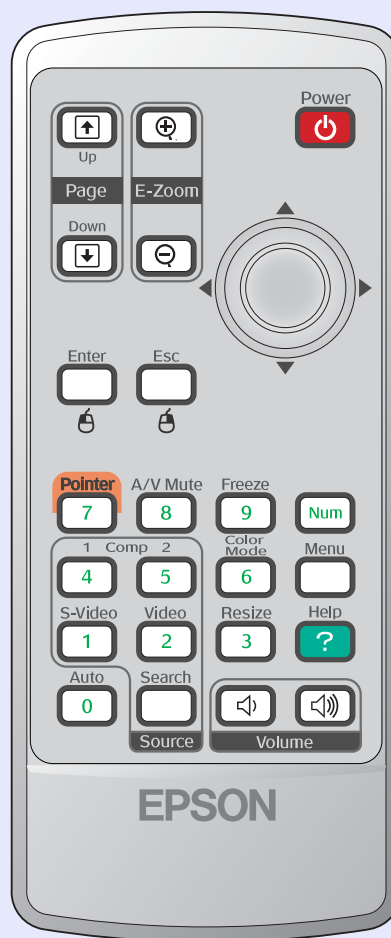 Power
Up
Page E-Zoom
Down
Enter Esc
Pointer A/V Mute Freeze
7 8 9 Num
1 Comp 2 Color Mode Menu
4 5 6
S-Video Video Resize Help
1 2 3 ?
Auto Search
0
Source Volume
EPSON